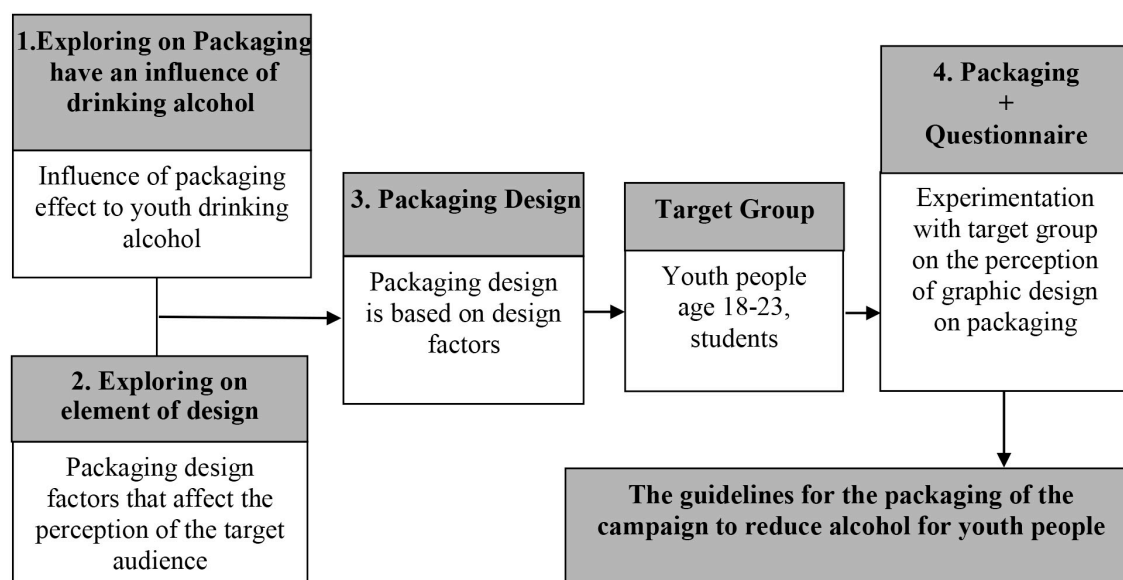 1.Exploring on Packaging
have an influence of
drinking alcohol
Influence of packaging
effect to youth drinking
alcohol
2. Exploring on
element of design
Packaging design
factors that affect the
perception of the target
audience
3. Packaging Design
Packaging design
is based on design
factors
Target Group
Youth people
age 18-23,
students
4. Packaging
+
Questionnaire
Experimentation
with target group
on the perception
of graphic design
on packaging
The guidelines for the packaging of the
campaign to reduce alcohol for youth people